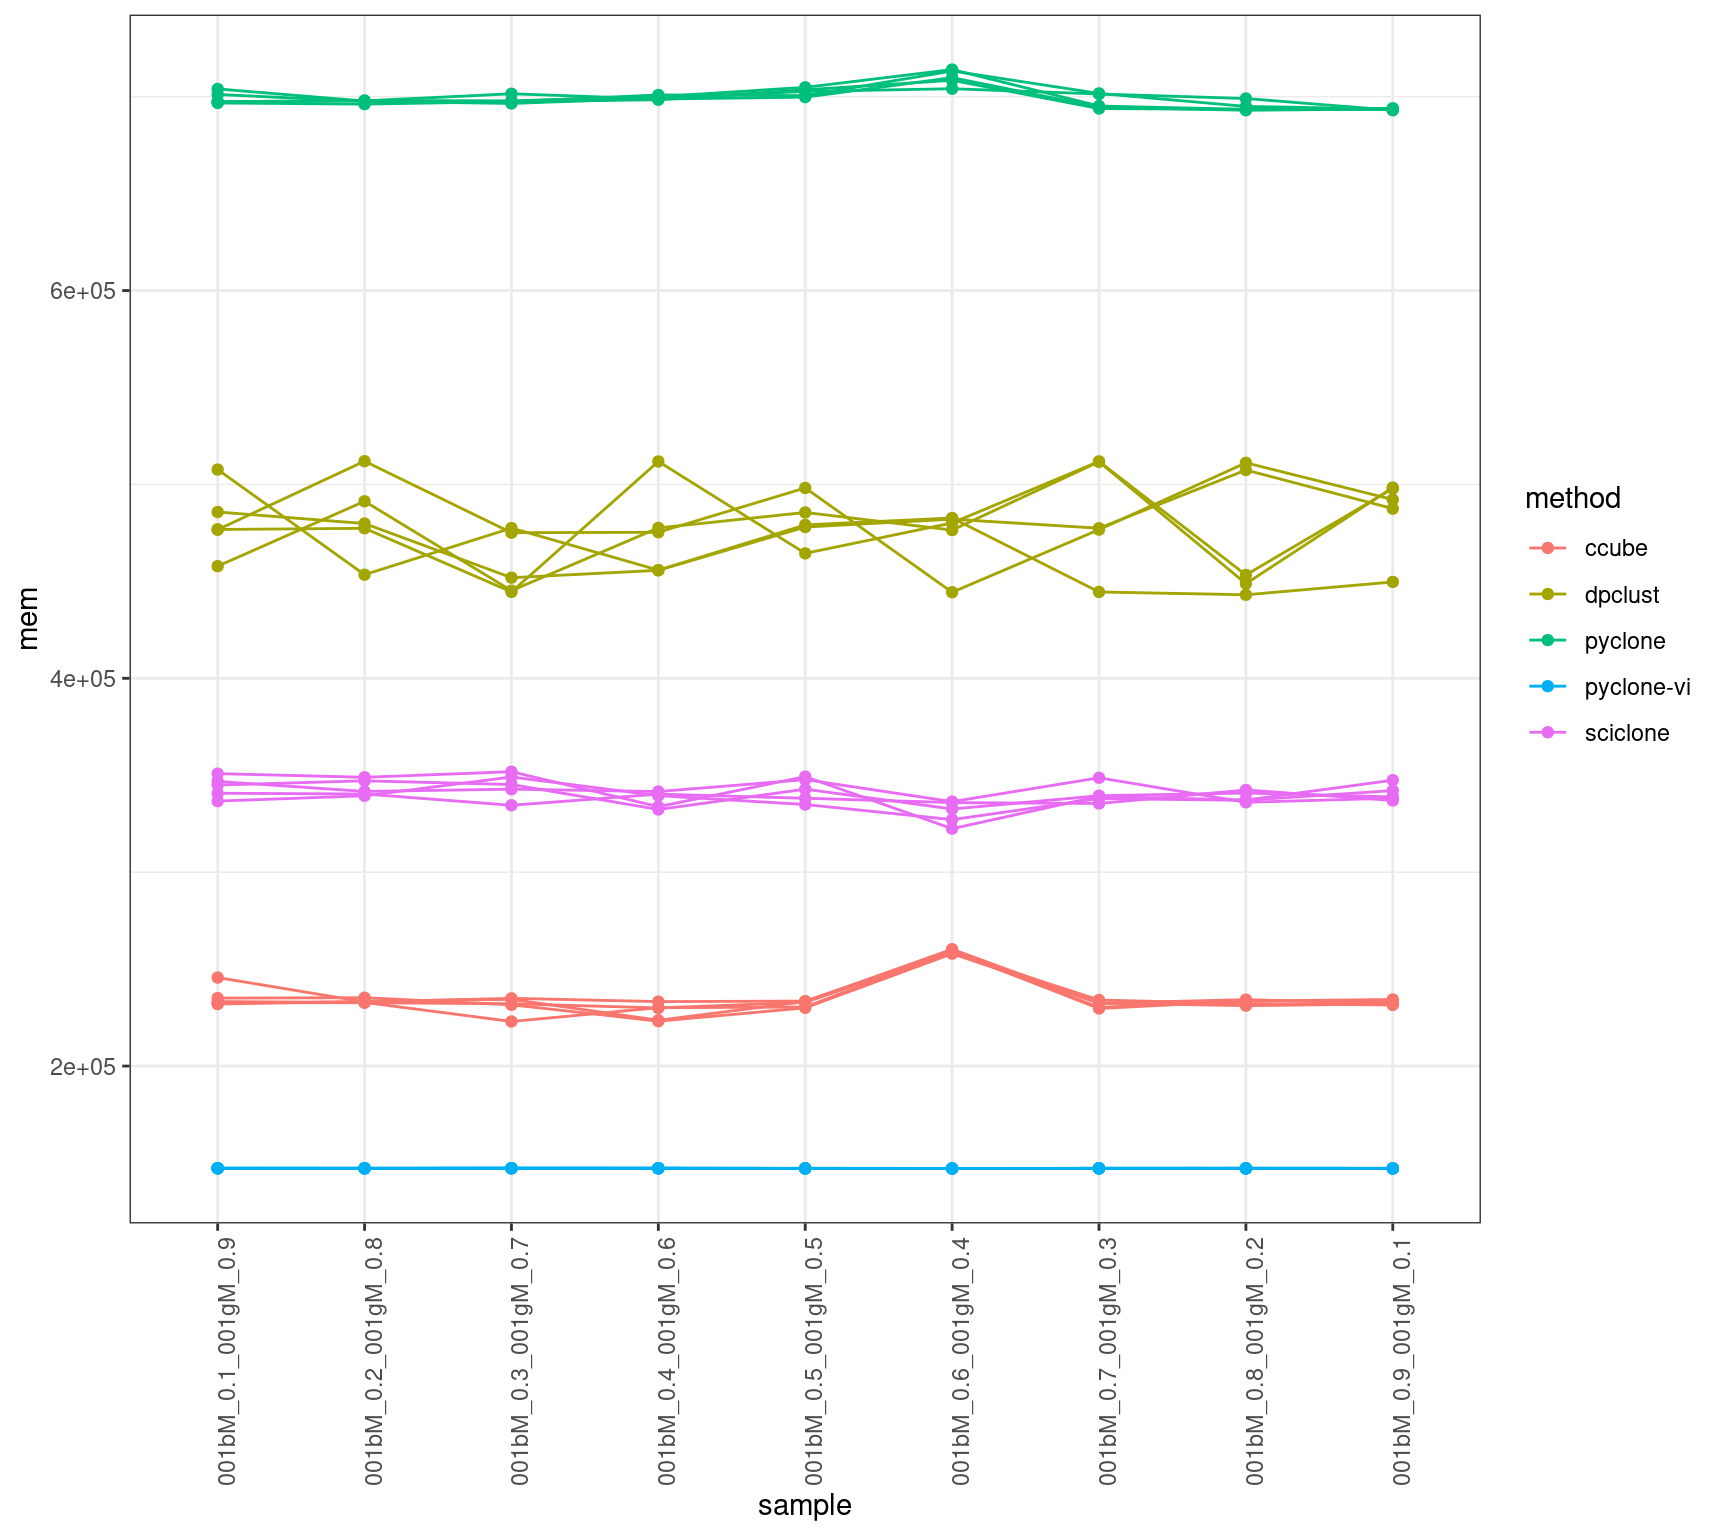 mem
6e+05
4e+05
2e+05
001bM_0.1_001gM_0.9
001bM_0.2_001gM_0.8
001bM_0.3_001gM_0.7
001bM_0.4_001gM_0.6
001bM_0.5_001gM_0.5
001bM_0.6_001gM_0.4
001bM_0.7_001gM_0.3
001bM_0.8_001gM_0.2
001bM_0.9_001gM_0.1
sample
method
ccube
dpclust
pyclone
pyclone-vi
sciclone